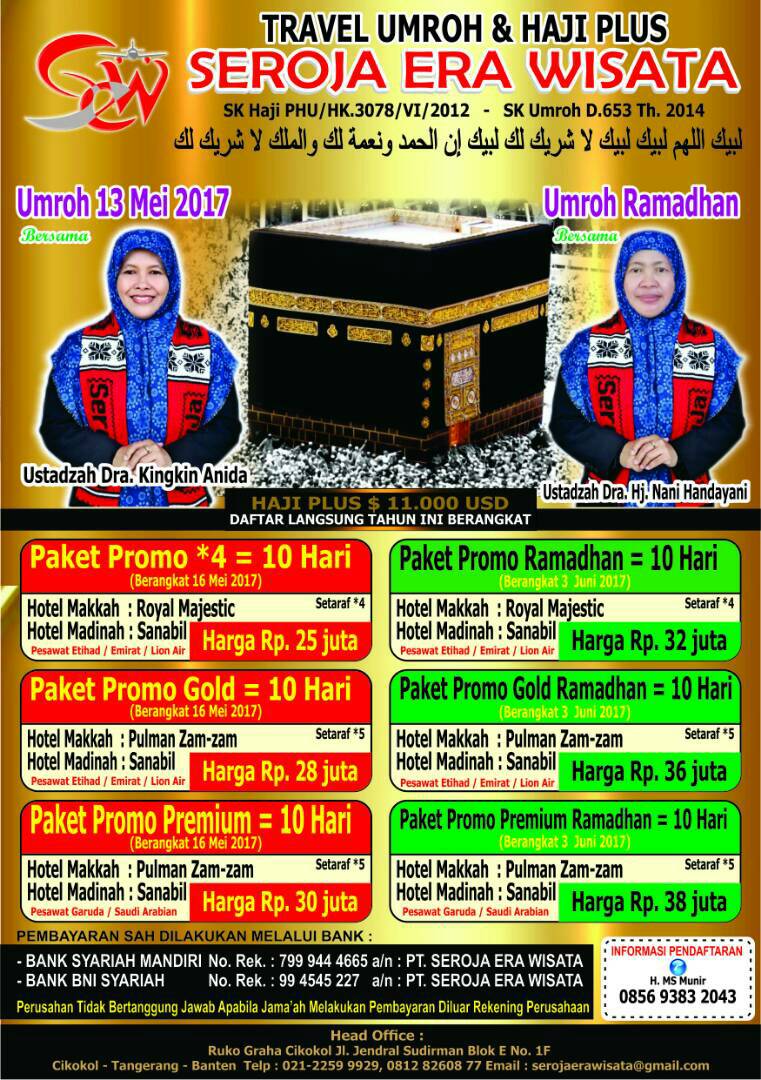 TRAVEL UMROH & HAJI PLUS
SEROJA ERA WISATA
SK Haji PHU/HK.3078/VI/2012 - SK Umroh D.653 Th. 2014
لبيك اللهم لبيك لبيك لا شريك لك لبيك إن الحمد ونعمة لك والملك لا شريك لك
Umroh 13 Mei 2017
Bersama
Umroh Ramadhan
Bersama
Seroja
Ustadzah Dra. Kingkin Anida
Ustadzah Dra. Hj. Nani Handayani
HAJI PLUS $ 11.000 USD
DAFTAR LANGSUNG TAHUN INI BERANGKAT
Paket Promo *4 = 10 Hari
(Berangkat 16 Mei 2017)
Hotel Makkah : Royal Majestic Setaraf *4
Hotel Madinah : Sanabil
Pesawat Etihad / Emirat / Lion Air
Harga Rp. 25 juta
Paket Promo Ramadhan = 10 Hari
(Berangkat 3 Juni 2017)
Hotel Makkah : Royal Majestic Setaraf *4
Hotel Madinah : Sanabil
Pesawat Etihad / Emirat / Lion Air
Harga Rp. 32 juta
Paket Promo Gold = 10 Hari
(Berangkat 16 Mei 2017)
Hotel Makkah : Pulman Zam-zam Setaraf *5
Hotel Madinah : Sanabil
Pesawat Etihad / Emirat / Lion Air
Harga Rp. 28 juta
Paket Promo Gold Ramadhan = 10 Hari
(Berangkat 3 Juni 2017)
Hotel Makkah : Pulman Zam-zam Setaraf *5
Hotel Madinah : Sanabil
Pesawat Etihad / Emirat / Lion Air
Harga Rp. 36 juta
Paket Promo Premium = 10 Hari
(Berangkat 16 Mei 2017)
Hotel Makkah : Pulman Zam-zam Setaraf *5
Hotel Madinah : Sanabil
Pesawat Garuda / Saudi Arabian
Harga Rp. 30 juta
Paket Promo Premium Ramadhan = 10 Hari
(Berangkat 3 Juni 2017)
Hotel Makkah : Pulman Zam-zam Setaraf *5
Hotel Madinah : Sanabil
Pesawat Garuda / Saudi Arabian
Harga Rp. 38 juta
PEMBAYARAN SAH DILAKUKAN MELALUI BANK :
- BANK SYARIAH MANDIRI No. Rek. : 799 944 4665 a/n : PT. SEROJA ERA WISATA
- BANK BNI SYARIAH No. Rek. : 99 4545 227 a/n : PT. SEROJA ERA WISATA
Perusahan Tidak Bertanggung Jawab Apabila Jama'ah Melakukan Pembayaran Diluar Rekening Perusahaan
INFORMASI PENDAFTARAN
H. MS Munir
0856 9383 2043
Head Office :
Ruko Graha Cikokol Jl. Jendral Sudirman Blok E No. 1F
Cikokol - Tangerang - Banten Telp : 021-2259 9929, 0812 82608 77 Email : serojaerawisata@gmail.com